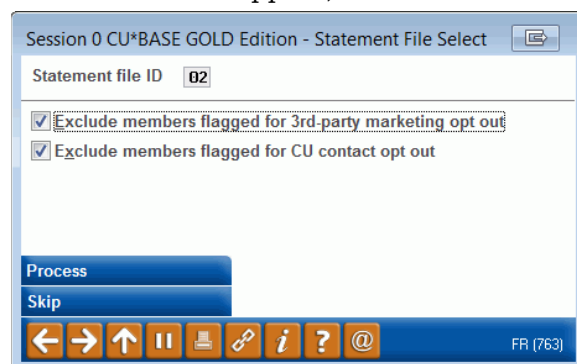 Session 0 CU*BASE GOLD Edition - Statement File Select
Statement file ID 02
Exclude members flagged for 3rd-party marketing opt out
Exclude members flagged for CU contact opt out
Process
Skip
i ? @
FR (763)